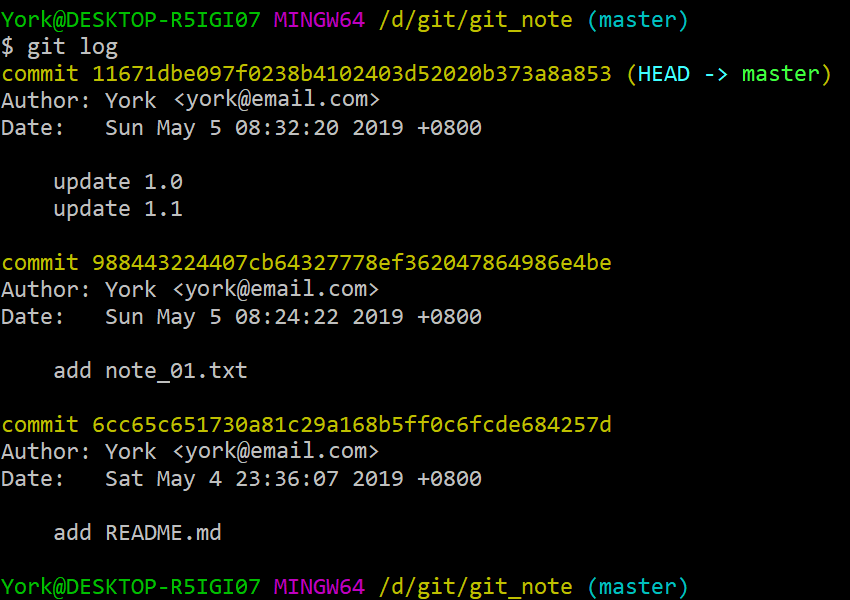 York@DESKTOP-R5IGI07 MINGW64 /d/git/git_note (master)
$ git log
commit 11671dbe097f0238b4102403d52020b373a8a853 (HEAD -> master)
Author: York <york@email.com>
Date:   Sun May 5 08:32:20 2019 +0800

    update 1.0
    update 1.1

commit 988443224407cb64327778ef362047864986e4be
Author: York <york@email.com>
Date:   Sun May 5 08:24:22 2019 +0800

    add note_01.txt

commit 6cc65c651730a81c29a168b5ff0c6fcde684257d
Author: York <york@email.com>
Date:   Sat May 4 23:36:07 2019 +0800

    add README.md

York@DESKTOP-R5IGI07 MINGW64 /d/git/git_note (master)